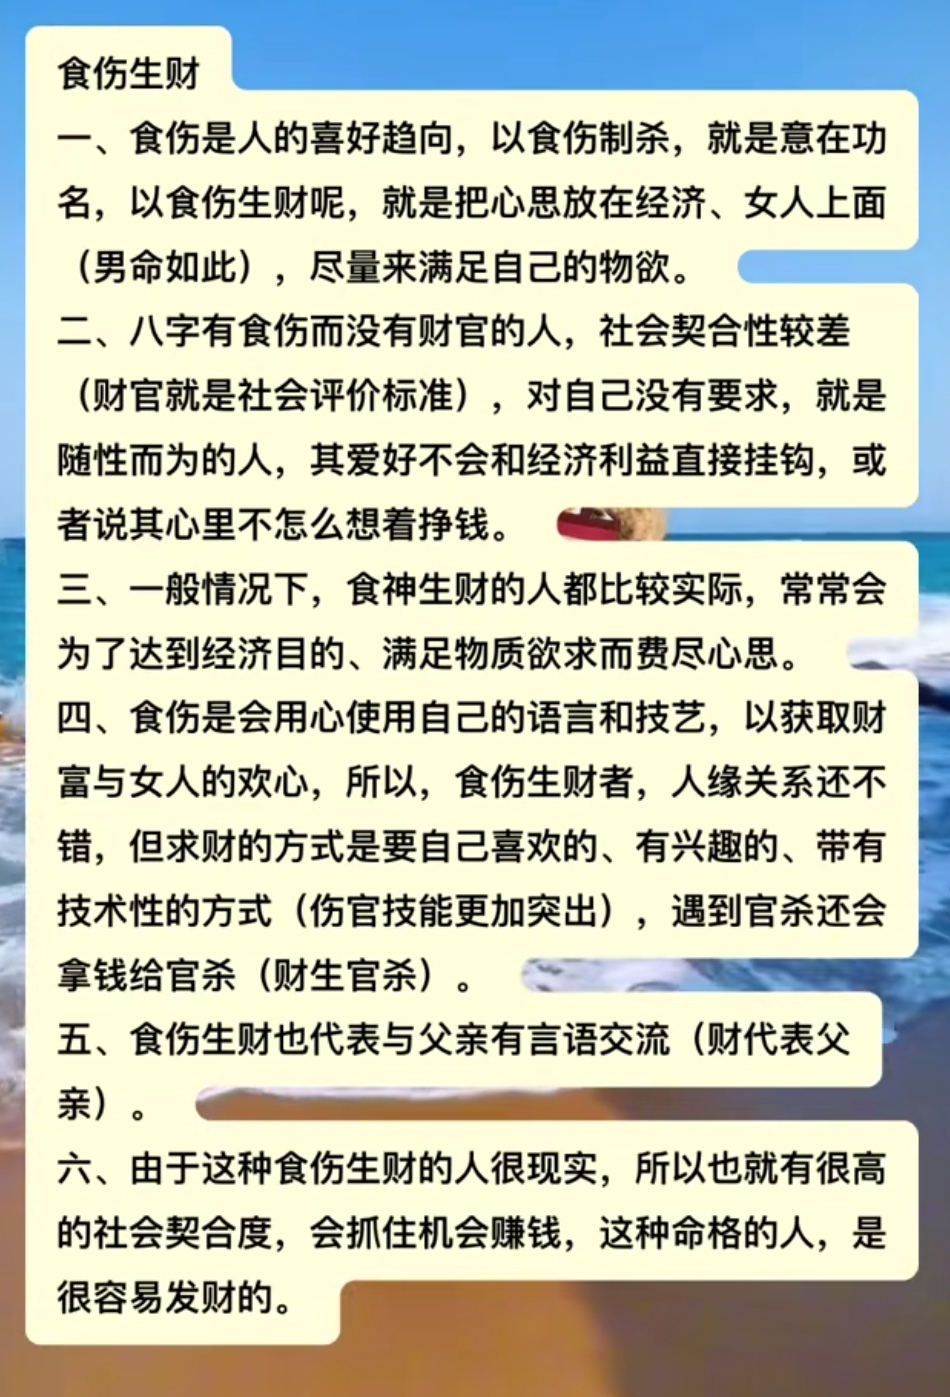 食伤生财
一、食伤是人的喜好趋向，以食伤制杀，就是意在功
名，以食伤生财呢，就是把心思放在经济、女人上面
（男命如此），尽量来满足自己的物欲。
二、八字有食伤而没有财官的人，社会契合性较差
（财官就是社会评价标准），对自己没有要求，就是
随性而为的人，其爱好不会和经济利益直接挂钩，或
者说其心里不怎么想着挣钱。
三、一般情况下，食神生财的人都比较实际，常常会
为了达到经济目的、满足物质欲求而费尽心思。
四、食伤是会用心使用自己的语言和技艺，以获取财
富与女人的欢心，所以，食伤生财者，人缘关系还不
错，但求财的方式是要自己喜欢的、有兴趣的、带有
技术性的方式（伤官技能更加突出），遇到官杀还会
拿钱给官杀（财生官杀）。
五、食伤生财也代表与父亲有言语交流（财代表父
亲）。
六、由于这种食伤生财的人很现实，所以也就有很高
的社会契合度，会抓住机会赚钱，这种命格的人，是
很容易发财的。